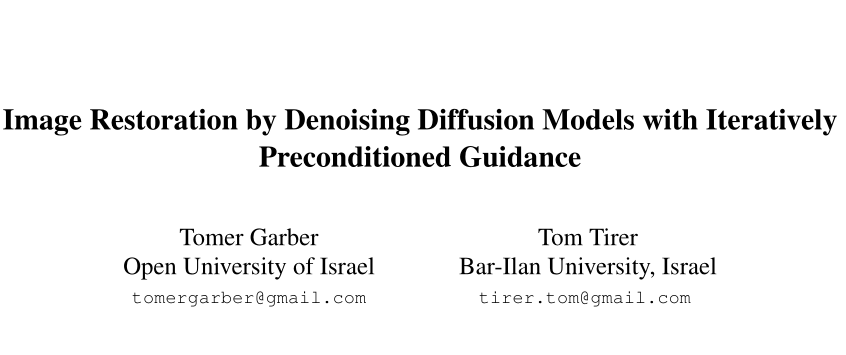 Image Restoration by Denoising Diffusion Models with Iteratively
Preconditioned Guidance
Tomer Garber
Open University of Israel
tomergarber@gmail.com
Tom Tirer
Bar-Ilan University, Israel
tirer.tom@gmail.com